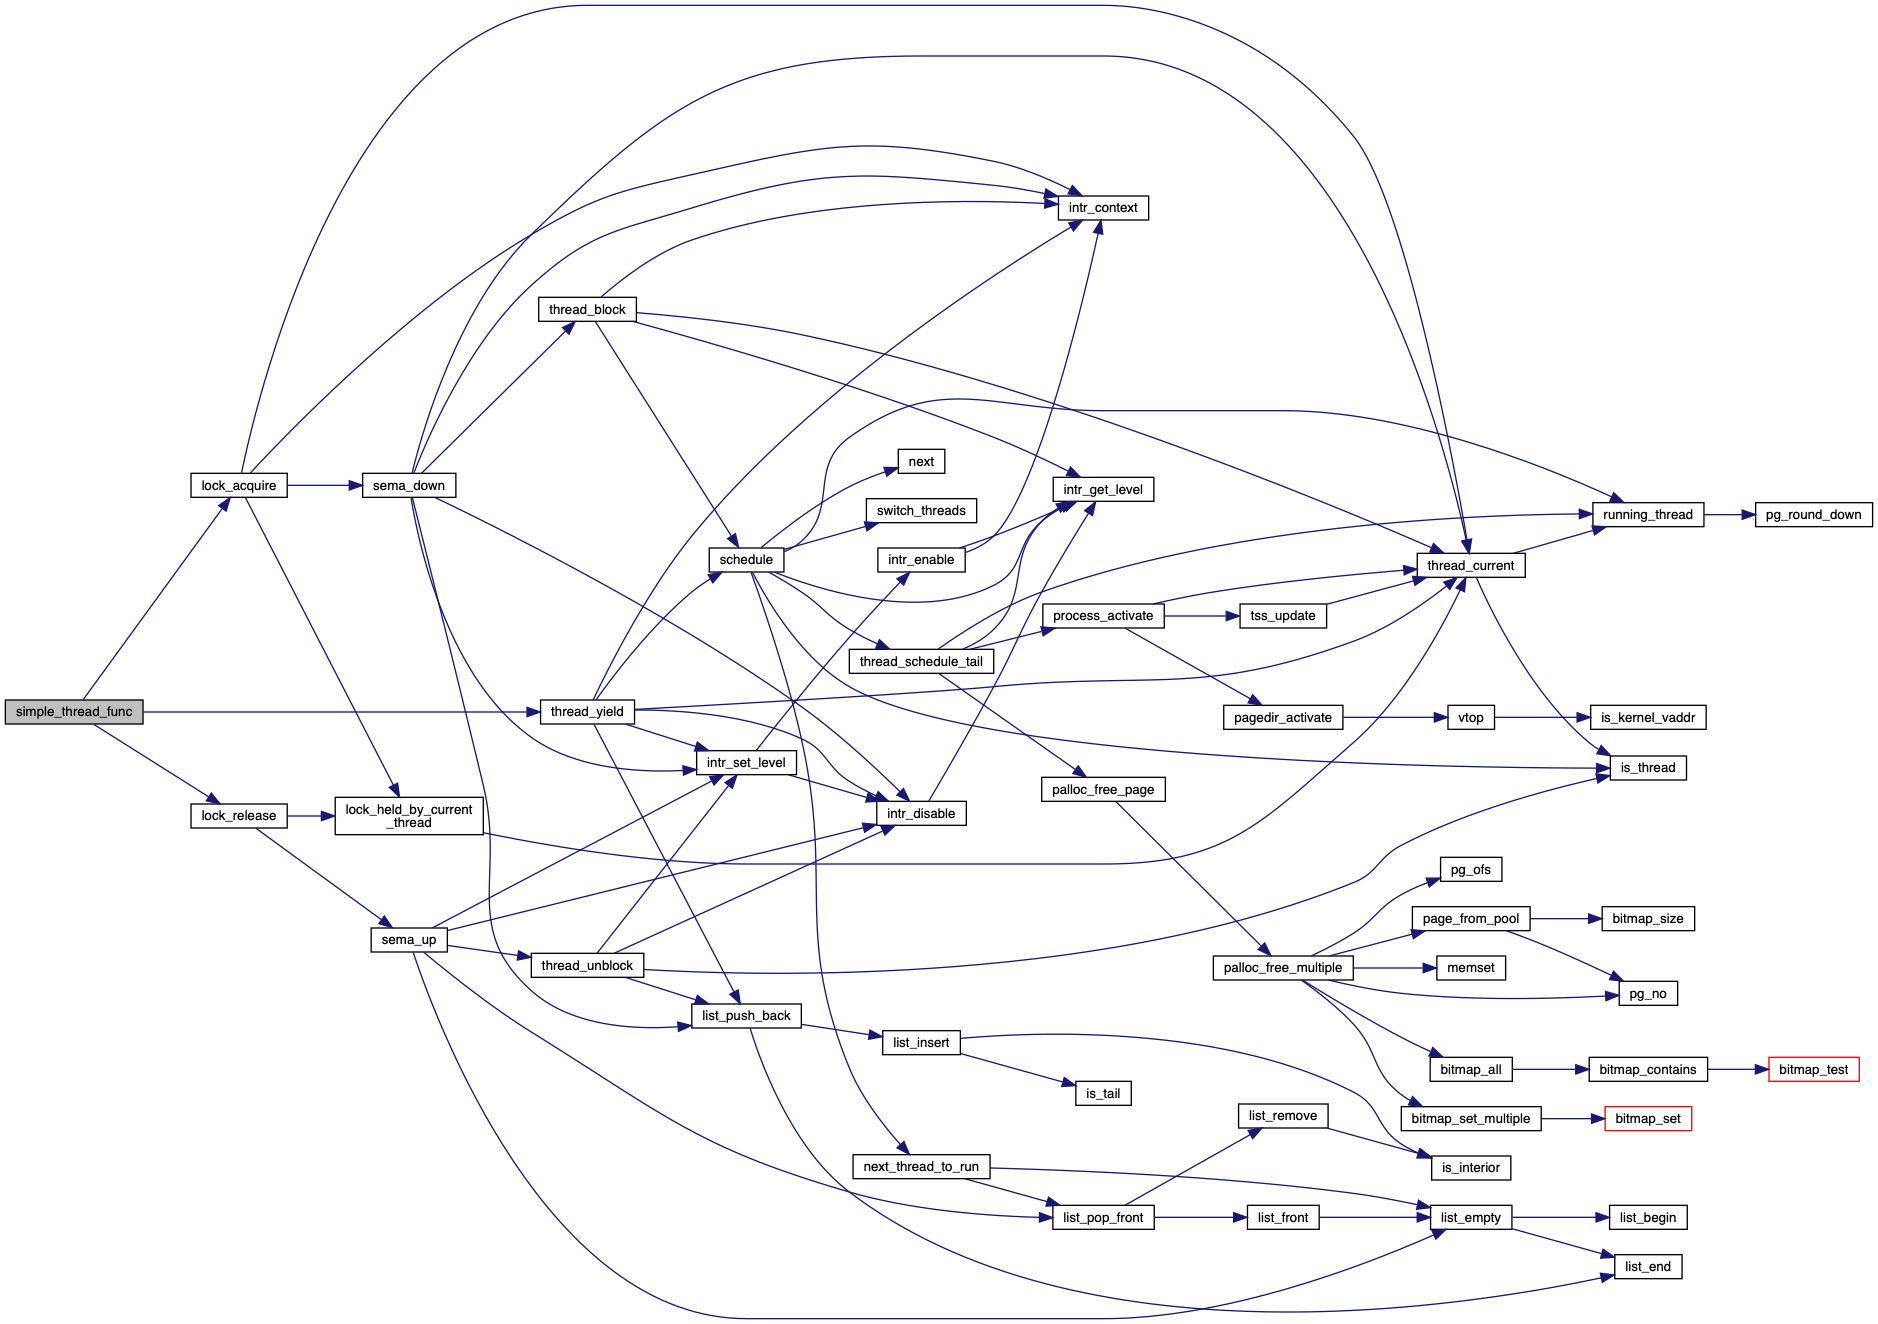 intr_context
thread_block
next
lock_acquire
sema_down
intr_get_level
switch_threads
running_thread
pg_round_down
schedule
intr_enable
thread_current
process_activate
tss_update
thread_schedule_tail
simple_thread_func
thread_yield
pagedir_activate
vtop
is_kernel_vaddr
intr_set_level
is_thread
palloc_free_page
lock_release
lock_held_by_current
_thread
intr_disable
pg_ofs
page_from_pool
bitmap_size
sema_up
thread_unblock
palloc_free_multiple
memset
pg_no
list_push_back
list_insert
bitmap_all
bitmap_contains
bitmap_test
is_tail
list_remove
bitmap_set_multiple
bitmap_set
next_thread_to_run
is_interior
list_pop_front
list_front
list_empty
list_begin
list_end